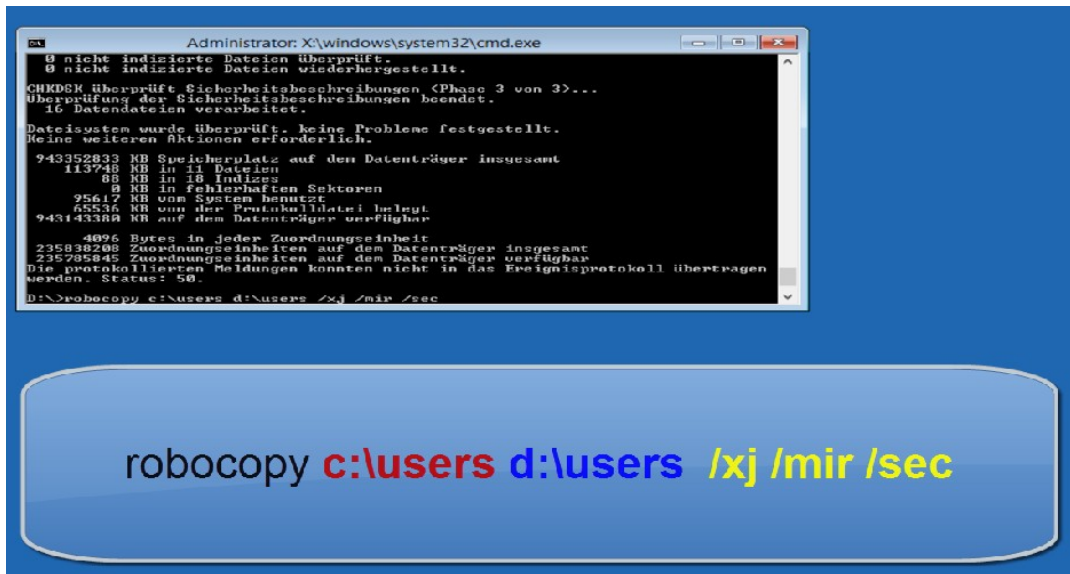 Administrator: X:\windows\system32\cmd.exe
0 nicht indizierte Dateien überprüft.
0 nicht indizierte Dateien wiederhergestellt.
CHKDSK überprüft Sicherheitsbeschreibungen (Phase 3 von 3)...
Überprüfung der Sicherheitsbeschreibungen beendet.
16 Datendateien verarbeitet.
Dateisystem wurde überprüft. keine Probleme festgestellt.
Keine weiteren Aktionen erforderlich.
943352833 KB Speicherplatz auf dem Datenträger insgesamt
113748 KB in 11 Dateien
88 KB in 18 Indizes
0 KB in fehlerhaften Sektoren
95617 KB vom System benutzt
65536 KB von der Protokolldatei belegt
943143380 KB auf dem Datenträger verfügbar
4096 Bytes in jeder Zuordnungseinheit
235838208 Zuordnungseinheiten auf dem Datenträger insgesamt
235785845 Zuordnungseinheiten auf dem Datenträger verfügbar
Die protokollierten Meldungen konnten nicht in das Ereignisprotokoll übertragen
werden. Status: 50.
D:\>robocopy c:\users d:\users /xj /mir /sec
robocopy c:\users d:\users /xj /mir /sec